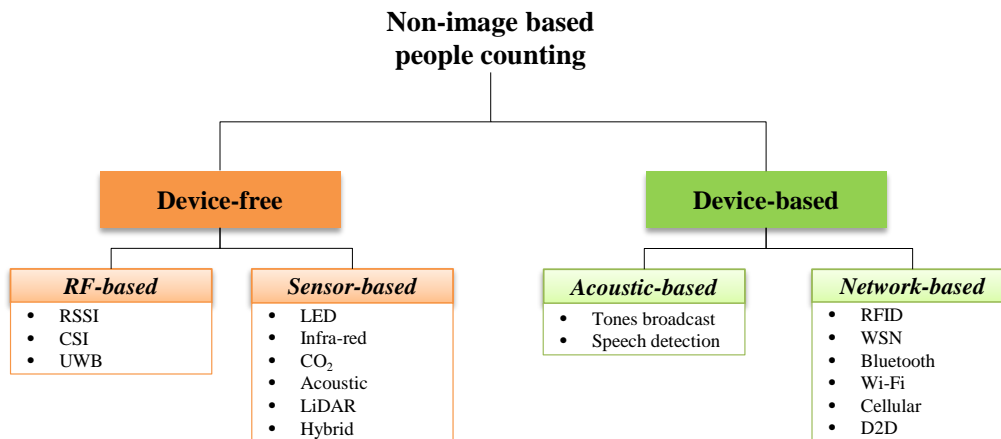 Non-image based
people counting
Device-free
Device-based
RF-based
• RSSI
• CSI
• UWB
Sensor-based
• LED
• Infra-red
• CO₂
• Acoustic
• LiDAR
• Hybrid
Acoustic-based
• Tones broadcast
• Speech detection
Network-based
• RFID
• WSN
• Bluetooth
• Wi-Fi
• Cellular
• D2D